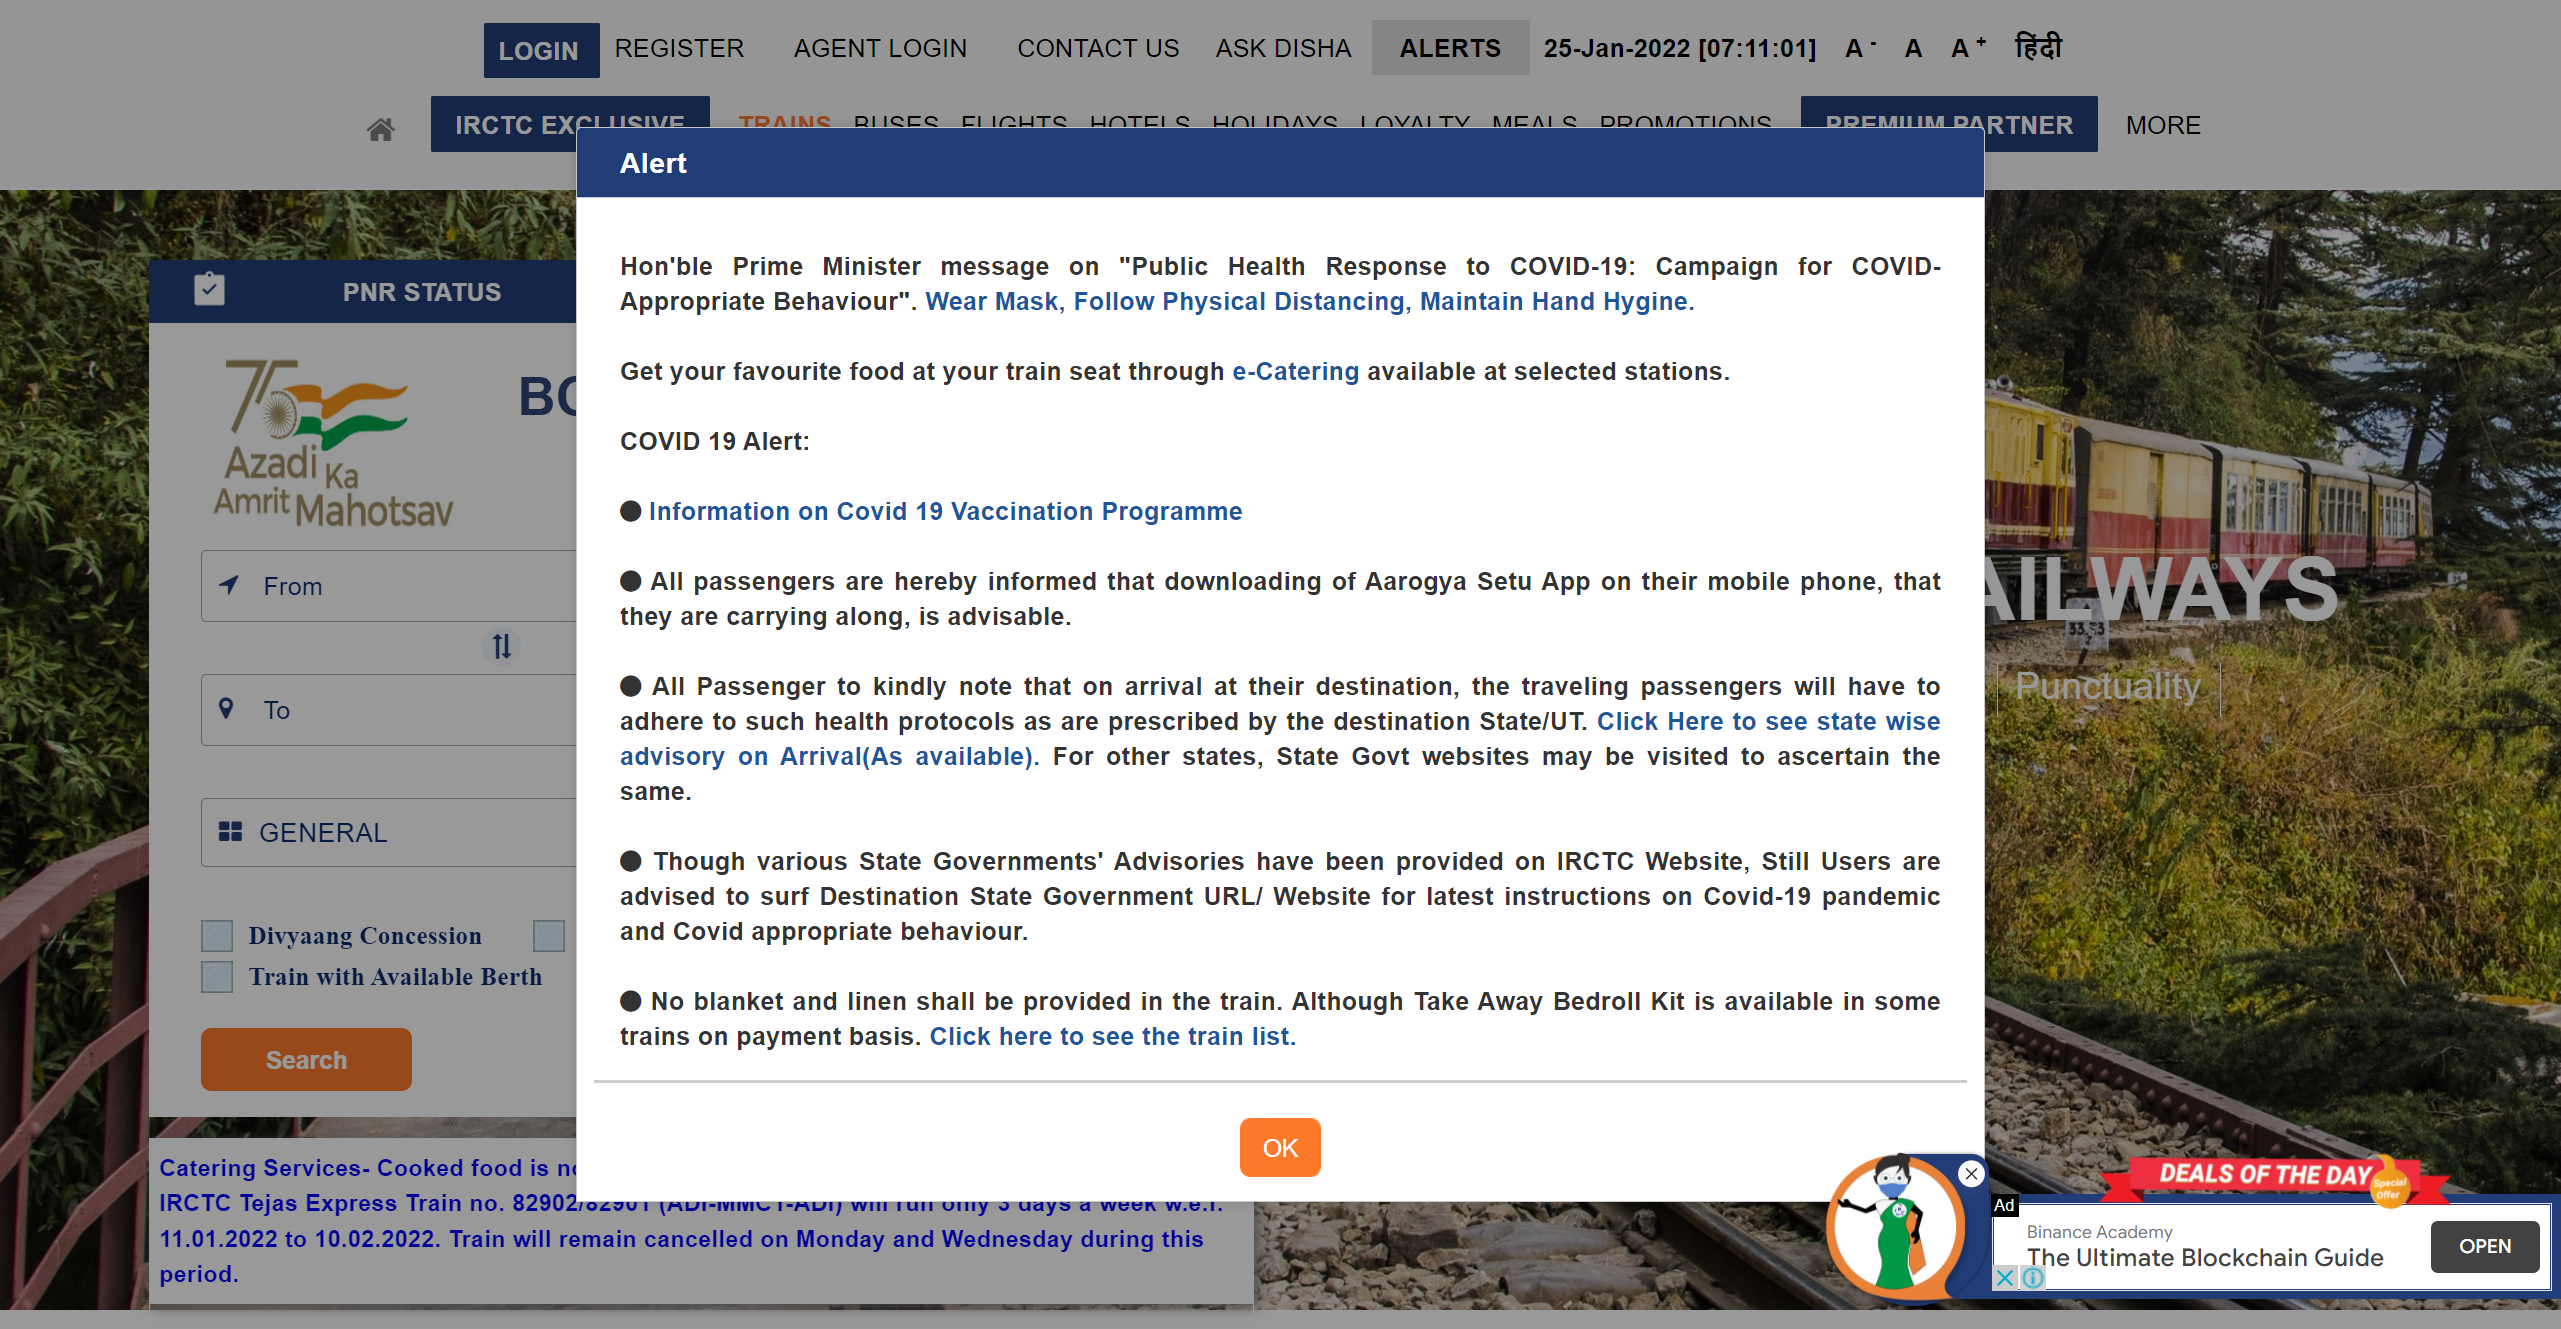 LOGIN REGISTER AGENT LOGIN CONTACT US ASK DISHA ALERTS 25-Jan-2022 [07:11:01] A - A A + हिंदी
IRCTC EXCLUSIVE TRAINS BUSES FLIGHTS HOTELS HOLIDAYS LOYALTY MEALS PROMOTIONS PREMIUM PARTNER MORE
Alert
Hon'ble Prime Minister message on "Public Health Response to COVID-19: Campaign for COVID-
Appropriate Behaviour". Wear Mask, Follow Physical Distancing, Maintain Hand Hygine.
Get your favourite food at your train seat through e-Catering available at selected stations.
COVID 19 Alert:
● Information on Covid 19 Vaccination Programme
● All passengers are hereby informed that downloading of Aarogya Setu App on their mobile phone, that
they are carrying along, is advisable.
● All Passenger to kindly note that on arrival at their destination, the traveling passengers will have to
adhere to such health protocols as are prescribed by the destination State/UT. Click Here to see state wise
advisory on Arrival(As available). For other states, State Govt websites may be visited to ascertain the
same.
● Though various State Governments' Advisories have been provided on IRCTC Website, Still Users are
advised to surf Destination State Government URL/ Website for latest instructions on Covid-19 pandemic
and Covid appropriate behaviour.
● No blanket and linen shall be provided in the train. Although Take Away Bedroll Kit is available in some
trains on payment basis. Click here to see the train list.
OK
PNR STATUS
75
Azadi Ka
Amrit Mahotsav
From
To
GENERAL
Divyaang Concession
Train with Available Berth
Search
Catering Services- Cooked food is
IRCTC Tejas Express Train no. 82902/82901 (ADI-MMCT-ADI) will run only 3 days a week w.e.f.
11.01.2022 to 10.02.2022. Train will remain cancelled on Monday and Wednesday during this
period.
AILWAYS
Punctuality
DEALS OF THE DAY
Special
Offer
Ad
Binance Academy
The Ultimate Blockchain Guide
OPEN